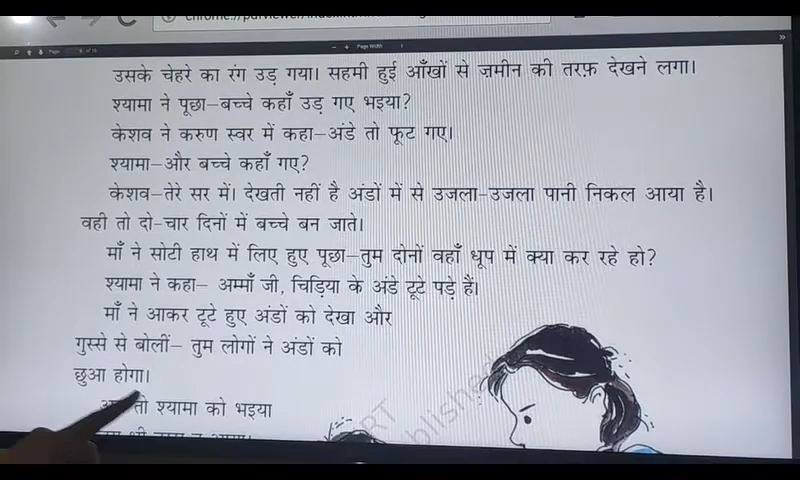 Page Width
उसके चेहरे का रंग उड़ गया। सहमी हुई आँखों से ज़मीन की तरफ़ देखने लगा।
श्यामा ने पूछा–बच्चे कहाँ उड़ गए भइया?
केशव ने करुण स्वर में कहा–अंडे तो फूट गए।
श्यामा–और बच्चे कहाँ गए?
केशव–तेरे सर में। देखती नहीं है अंडों में से उजला-उजला पानी निकल आया है।
वही तो दो-चार दिनों में बच्चे बन जाते।
माँ ने सोटी हाथ में लिए हुए पूछा–तुम दोनों वहाँ धूप में क्या कर रहे हो?
श्यामा ने कहा– अम्माँ जी, चिड़िया के अंडे टूटे पड़े हैं।
माँ ने आकर टूटे हुए अंडों को देखा और
गुस्से से बोलीं– तुम लोगों ने अंडों को
छुआ होगा।
तो श्यामा को भइया